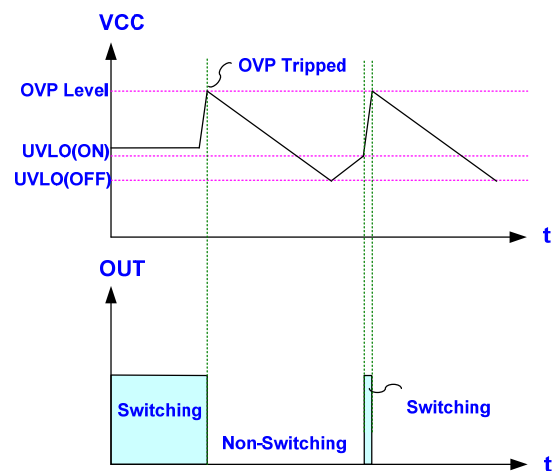 VCC
OVP Tripped
OVP Level
UVLO(ON)
UVLO(OFF)
t
OUT
Switching
Switching
Non-Switching
t